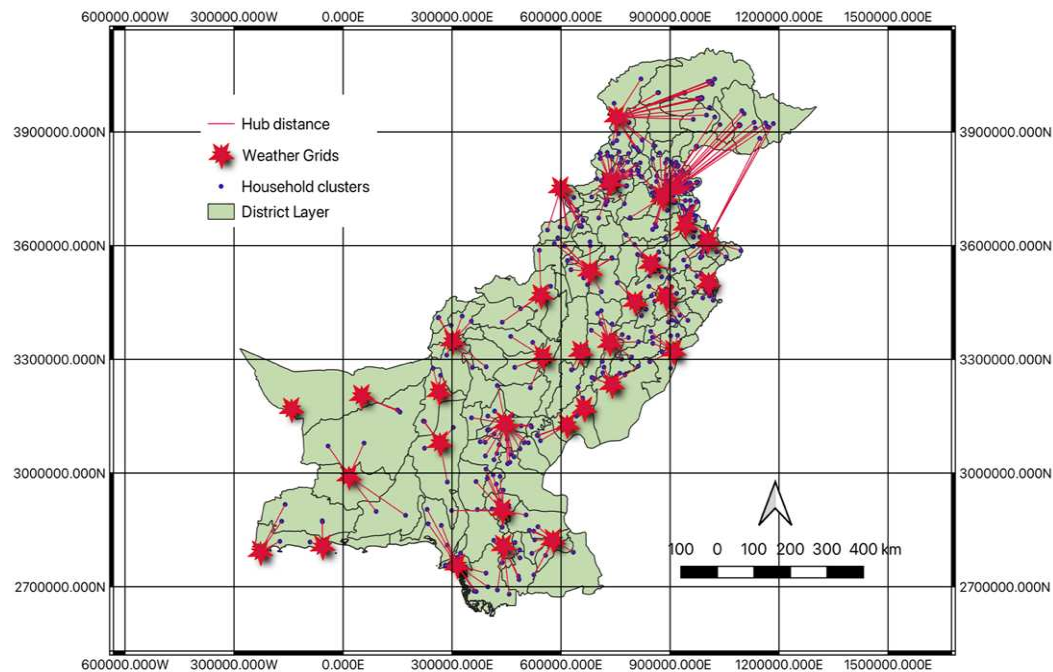 600000.000W 300000.000W 0.000E 300000.000E 600000.000E 900000.000E 1200000.000E 1500000.000E
Hub distance
Weather Grids
Household clusters
District Layer
3900000.000N 3900000.000N
3600000.000N 3600000.000N
3300000.000N 3300000.000N
3000000.000N 3000000.000N
100 0 100 200 300 400 km
2700000.000N 2700000.000N
600000.000W 300000.000W 0.000E 300000.000E 600000.000E 900000.000E 1200000.000E 1500000.000E